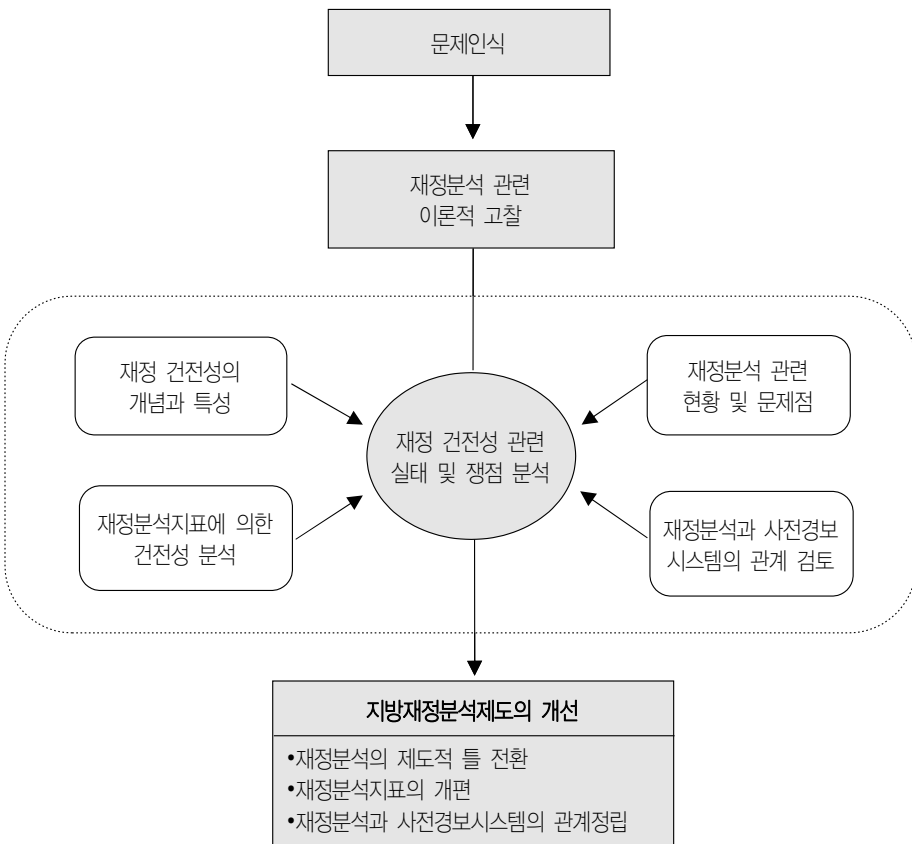 문제인식
재정분석 관련
이론적 고찰
재정 건전성의
개념과 특성
재정분석 관련
현황 및 문제점
재정 건전성 관련
실태 및 쟁점 분석
재정분석지표에 의한
건전성 분석
재정분석과 사전경보
시스템의 관계 검토
지방재정분석제도의 개선
•재정분석의 제도적 틀 전환
•재정분석지표의 개편
•재정분석과 사전경보시스템의 관계정립